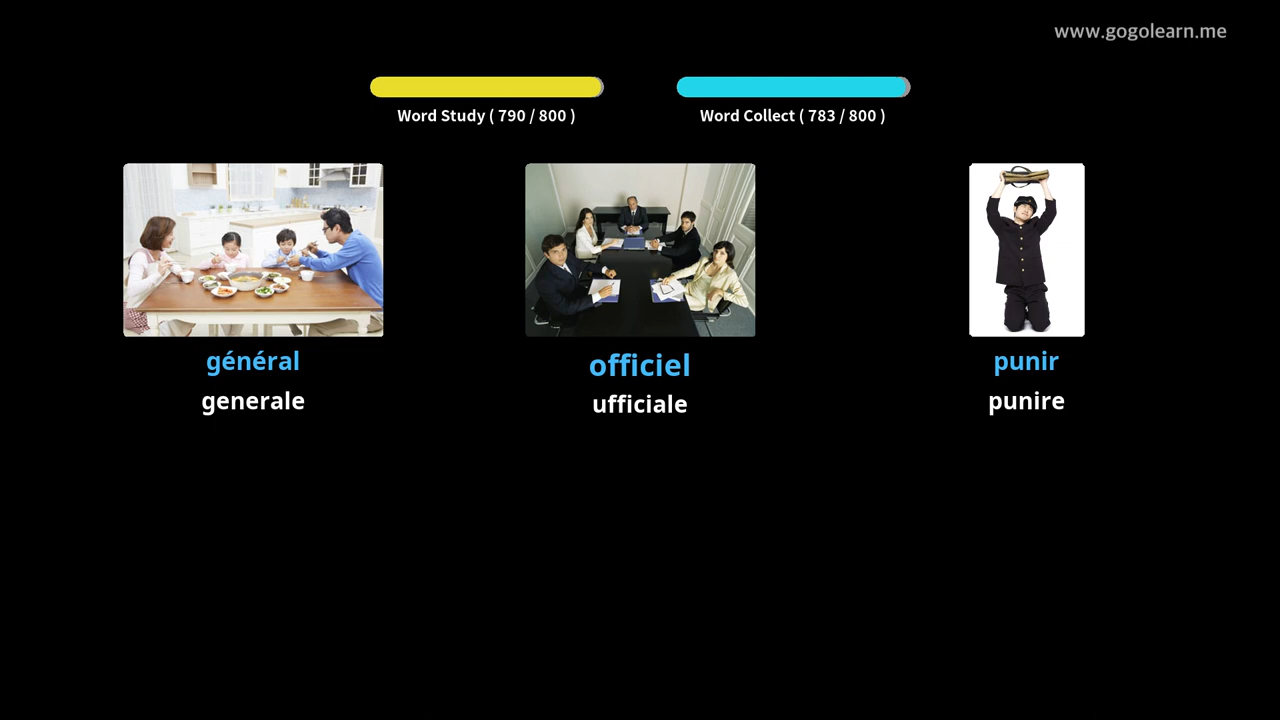 www.gogolearn.me
Word Study ( 790 / 800 )
Word Collect ( 783 / 800 )
général
generale
officiel
ufficiale
punir
punire